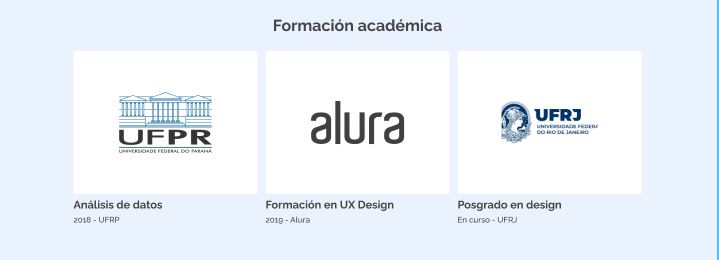 Formación académica
UFPR
UNIVERSIDADE FEDERAL DO PARANÁ
alura
UFRJ
UNIVERSIDADE FEDERA
DO RIO DE JANEIRO
Análisis de datos
2018 - UFRP
Formación en UX Design
2019 - Alura
Posgrado en design
En curso - UFRJ